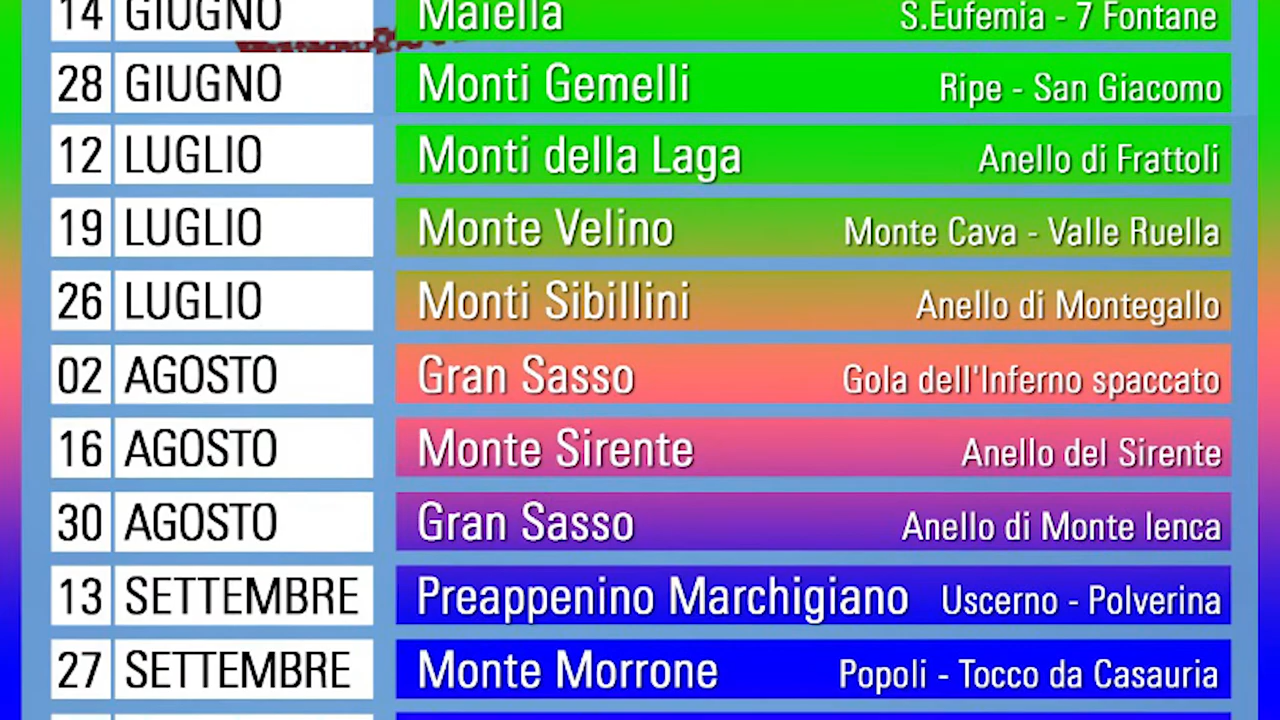 14 GIUGNO Maiella S.Eufemia - 7 Fontane
28 GIUGNO Monti Gemelli Ripe - San Giacomo
12 LUGLIO Monti della Laga Anello di Frattoli
19 LUGLIO Monte Velino Monte Cava - Valle Ruella
26 LUGLIO Monti Sibillini Anello di Montegallo
02 AGOSTO Gran Sasso Gola dell'Inferno spaccato
16 AGOSTO Monte Sirente Anello del Sirente
30 AGOSTO Gran Sasso Anello di Monte Ienca
13 SETTEMBRE Preappenino Marchigiano Uscerno - Polverina
27 SETTEMBRE Monte Morrone Popoli - Tocco da Casauria